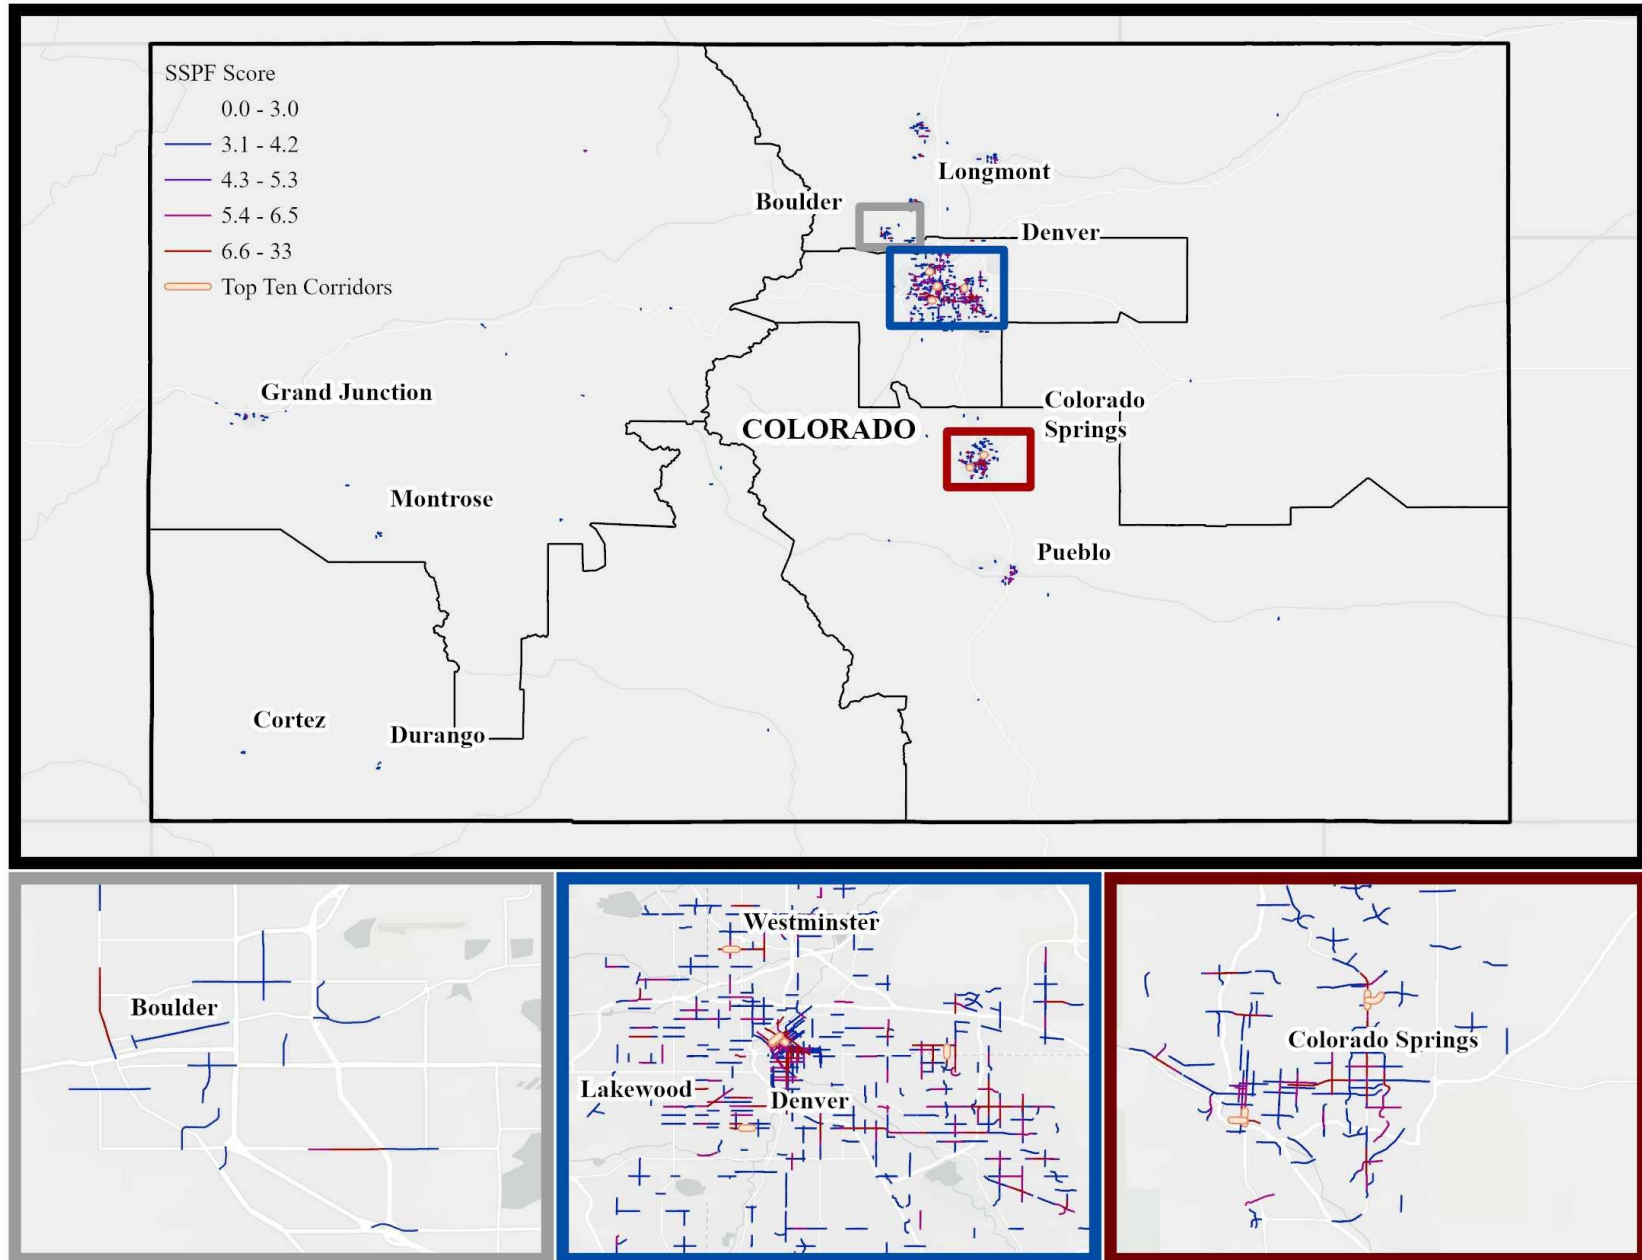 SSPF Score
0.0 - 3.0
3.1 - 4.2
4.3 - 5.3
5.4 - 6.5
6.6 - 33
Top Ten Corridors
Longmont
Boulder
Denver
Grand Junction
Colorado
Springs
COLORADO
Montrose
Pueblo
Cortez
Durango
Boulder
Westminster
Lakewood
Denver
Colorado Springs